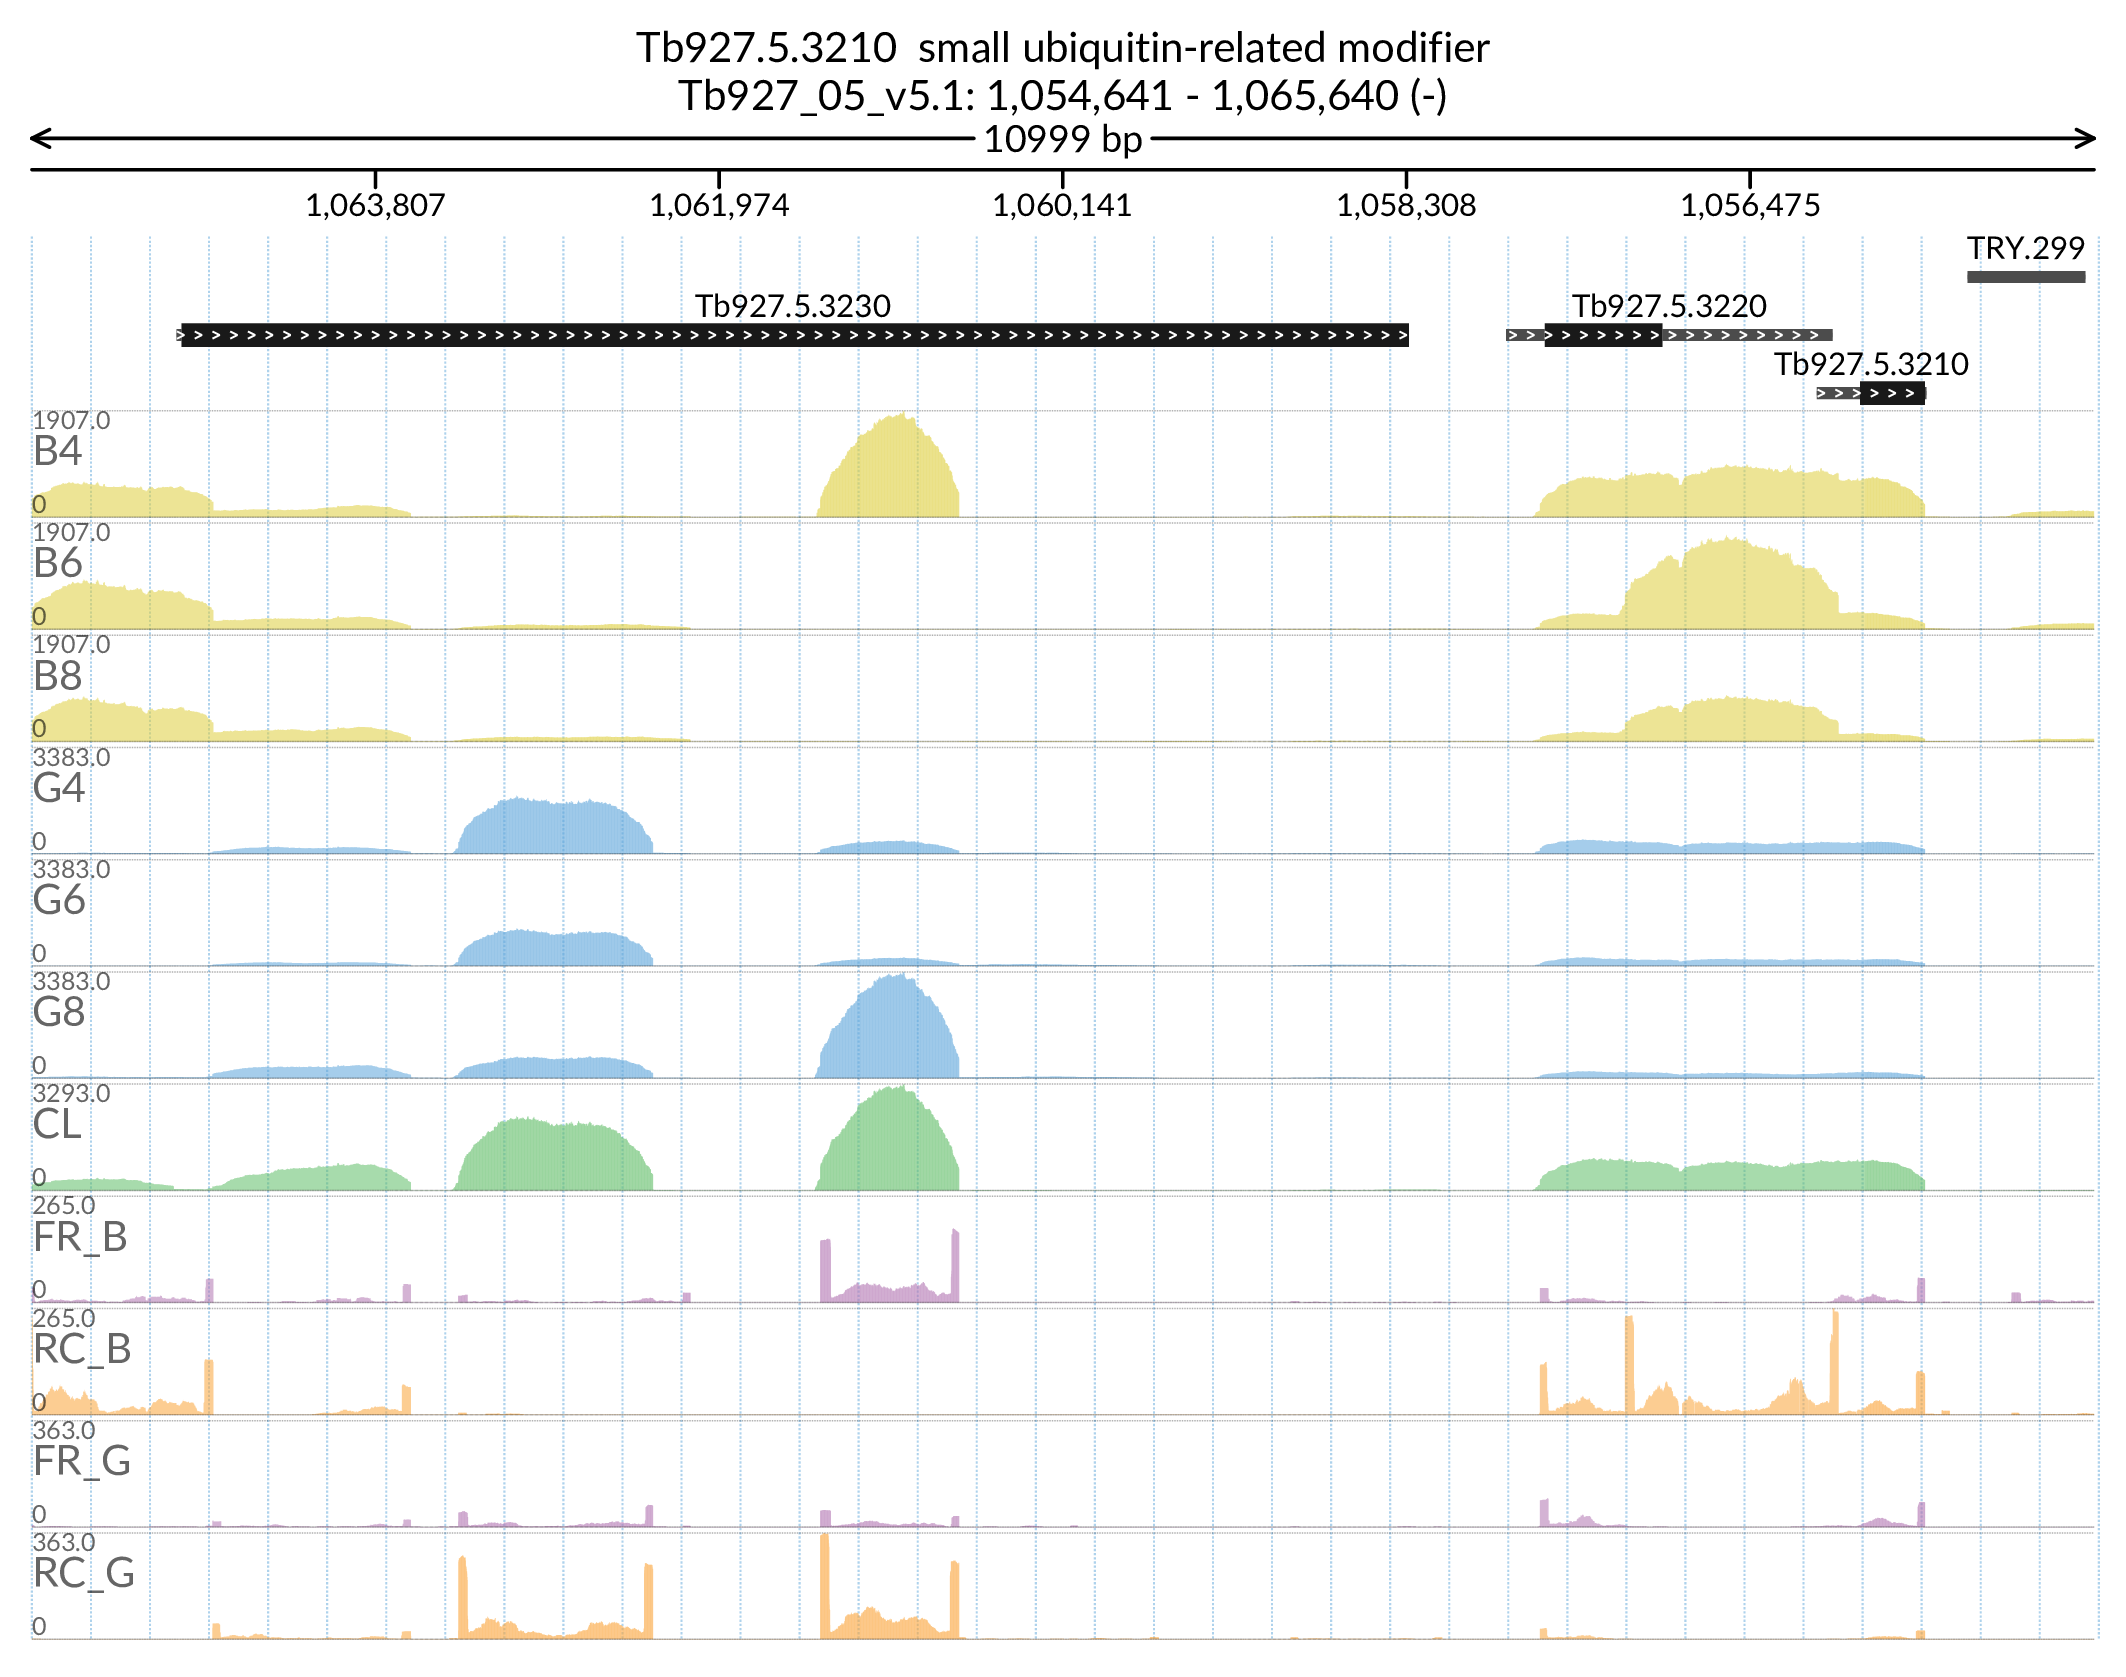 Tb927.5.3210  small ubiquitin-related modifier
Tb927_05_v5.1: 1,054,641 - 1,065,640 (-)
10999 bp
1,063,807 1,061,974 1,060,141 1,058,308 1,056,475
TRY.299
Tb927.5.3230 Tb927.5.3220
Tb927.5.3210
1907.0
B4
0
1907.0
B6
0
1907.0
B8
0
3383.0
G4
0
3383.0
G6
0
3383.0
G8
0
3293.0
CL
0
265.0
FR_B
0
265.0
RC_B
0
363.0
FR_G
0
363.0
RC_G
0